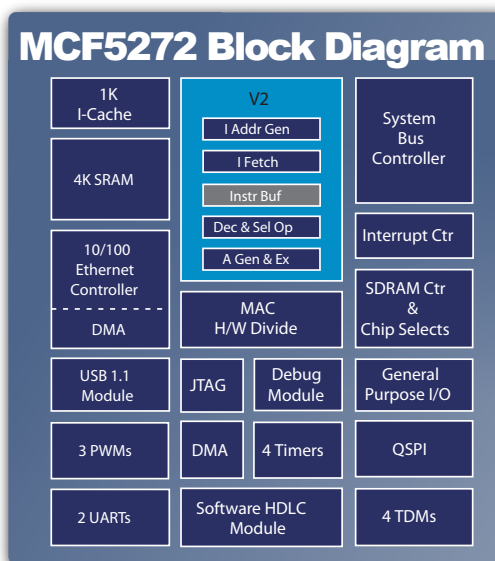 MCF5272 Block Diagram
1K
I-Cache
4K SRAM
10/100
Ethernet
Controller
DMA
USB 1.1
Module
3 PWMs
2 UARTs
V2
I Addr Gen
I Fetch
Instr Buf
Dec & Sel Op
A Gen & Ex
MAC
H/W Divide
JTAG
Debug
Module
DMA
4 Timers
Software HDLC
Module
System
Bus
Controller
Interrupt Ctr
SDRAM Ctr
&
Chip Selects
General
Purpose I/O
QSPI
4 TDMs